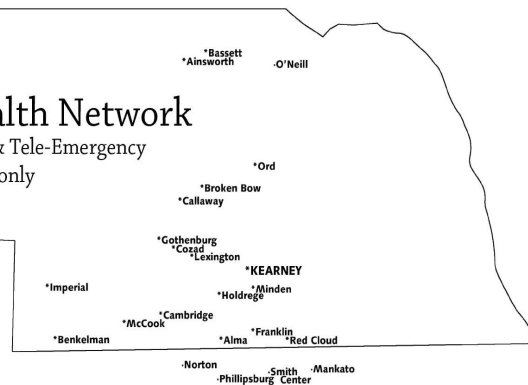 *Bassett
*Ainsworth
·O'Neill
alth Network
& Tele-Emergency
only
*Ord
*Broken Bow
*Callaway
*Gothenburg
*Cozad
*Lexington
*KEARNEY
*Imperial
*Minden
*Holdrege
*Cambridge
*McCook
*Franklin
*Benkelman
*Alma
*Red Cloud
·Norton
·Smith Center
·Mankato
·Phillipsburg